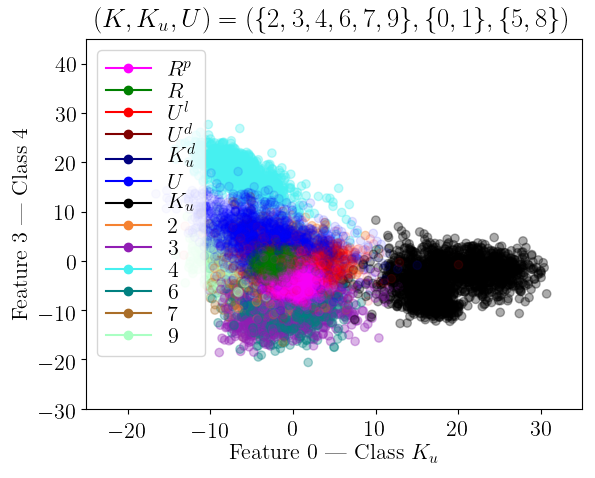 (K, K_u, U) = ({2, 3, 4, 6, 7, 9}, {0, 1}, {5, 8})
Feature 3 — Class 4
40
30
20
10
0
−10
−20
−30
R^p
R
U^l
U^d
K_u^d
U
K_u
2
3
4
6
7
9
−20 −10 0 10 20 30
Feature 0 — Class K_u